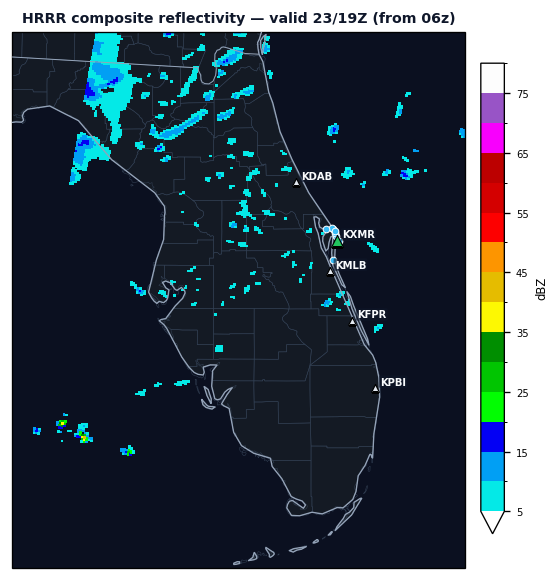 HRRR composite reflectivity — valid 23/19Z (from 06z)
KDAB
KXMR
KMLB
KFPR
KPBI
75
65
55
45
35
25
15
5
dBZ